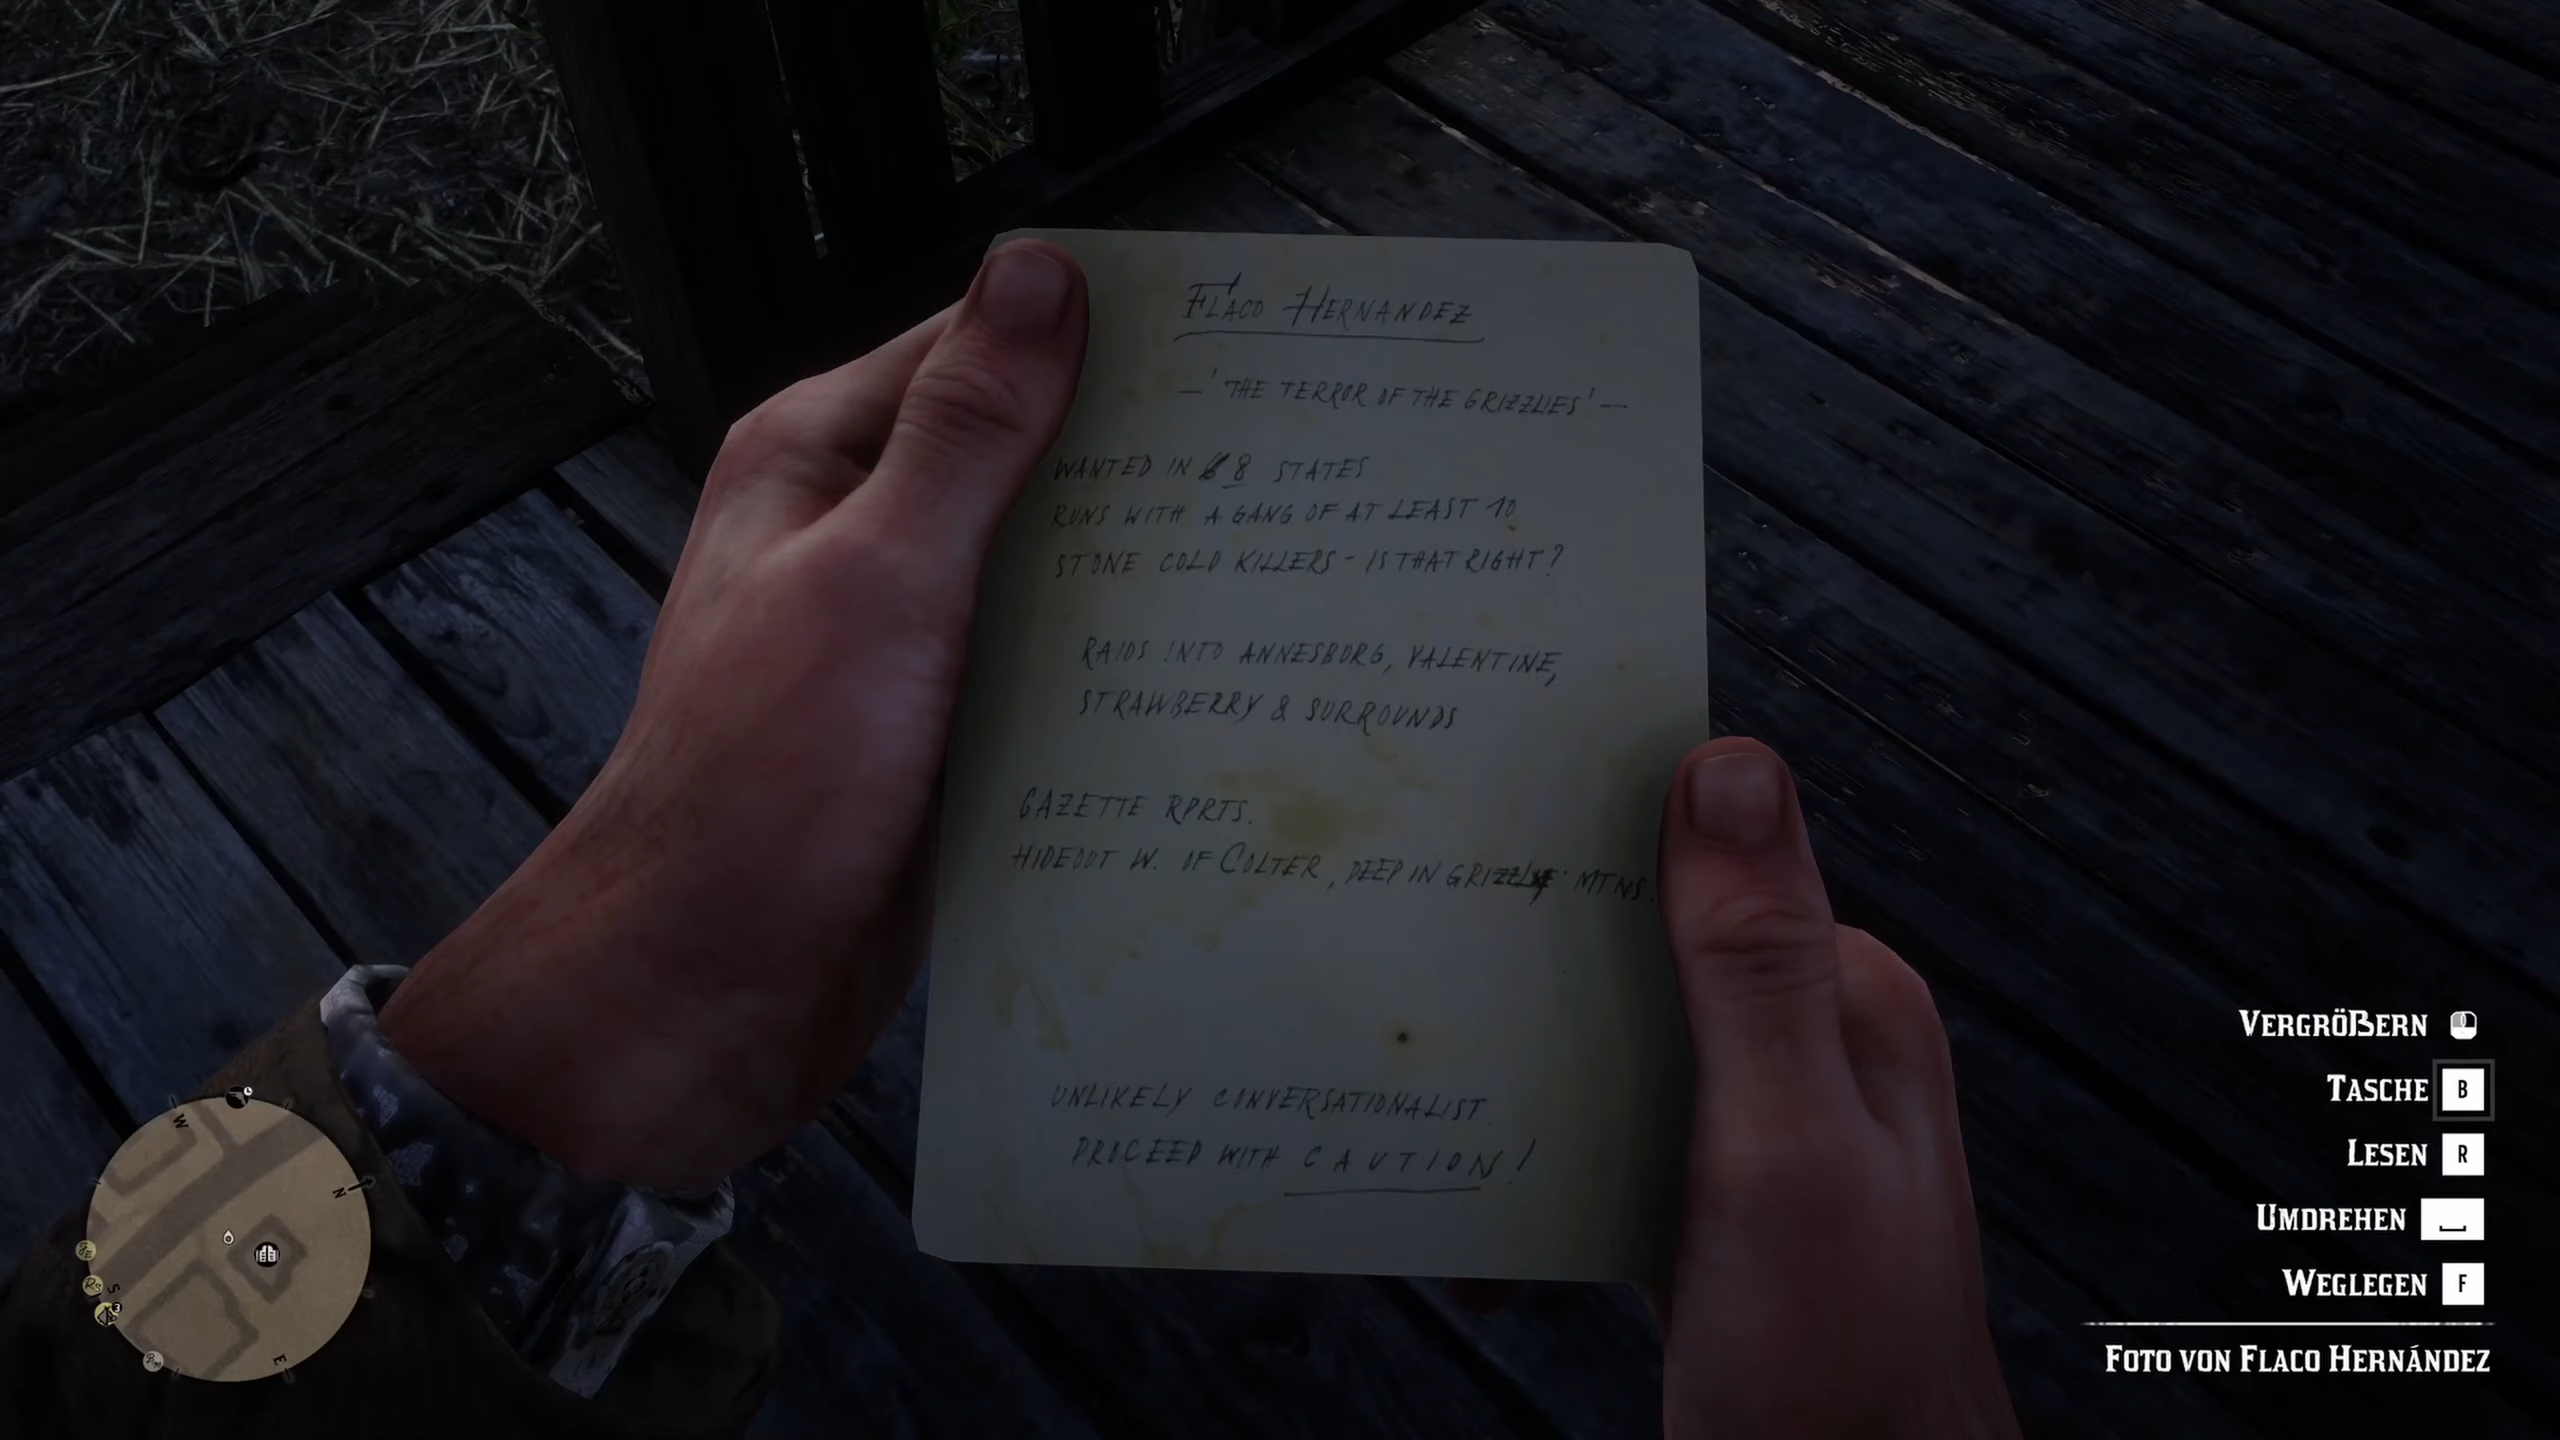 FLACO HERNANDEZ
—'THE TERROR OF THE GRIZZLIES'—
WANTED IN 6 8 STATES
RUNS WITH A GANG OF AT LEAST 10
STONE COLD KILLERS - IS THAT RIGHT?
RAIDS INTO ANNESBURG, VALENTINE,
STRAWBERRY & SURROUNDS
GAZETTE RPRTS.
HIDEOUT W. OF COLTER, DEEP IN MTNS.
UNLIKELY CONVERSATIONALIST.
PROCEED WITH CAUTION!
VERGRÖßERN
TASCHE B
LESEN R
UMDREHEN
WEGLEGEN F
FOTO VON FLACO HERNÁNDEZ
W
N
S
E
3